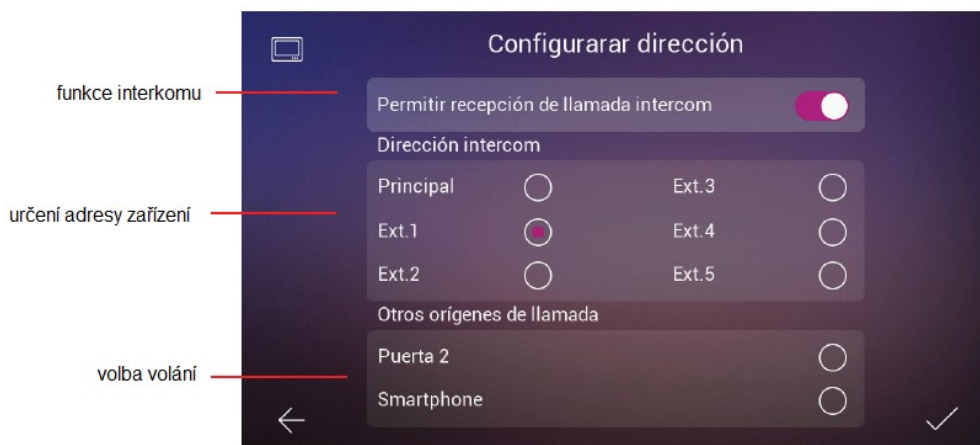 Configurarar dirección
funkce interkomu
Permitir recepción de llamada intercom
Dirección intercom
Principal Ext.3
určení adresy zařízení
Ext.1 Ext.4
Ext.2 Ext.5
Otros orígenes de llamada
Puerta 2
volba volání
Smartphone